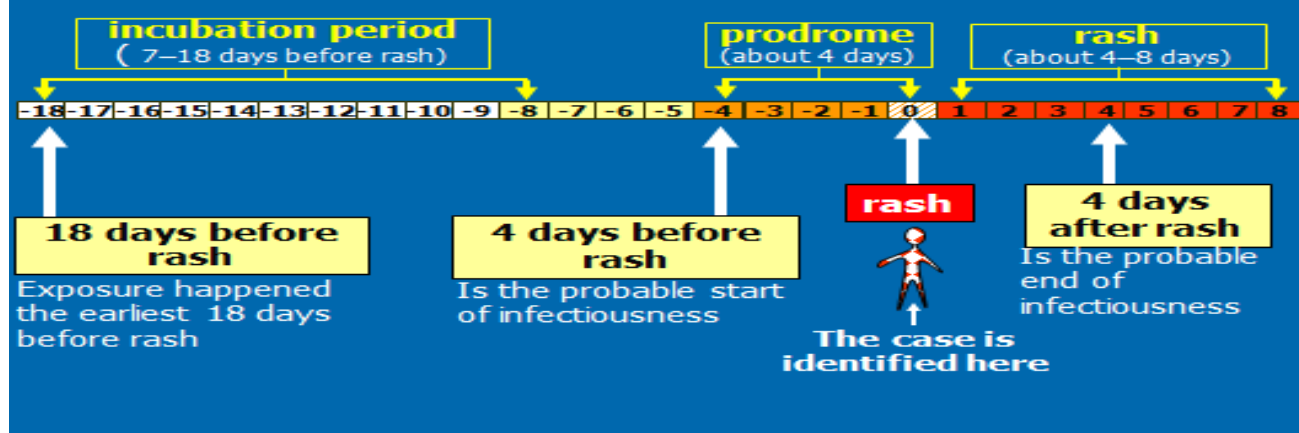 incubation period
( 7–18 days before rash)
prodrome
(about 4 days)
rash
(about 4–8 days)
-18 -17 -16 -15 -14 -13 -12 -11 -10 -9 -8 -7 -6 -5 -4 -3 -2 -1 0 1 2 3 4 5 6 7 8
18 days before
rash
Exposure happened
the earliest 18 days
before rash
4 days before
rash
Is the probable start
of infectiousness
rash
The case is
identified here
4 days
after rash
Is the probable
end of
infectiousness